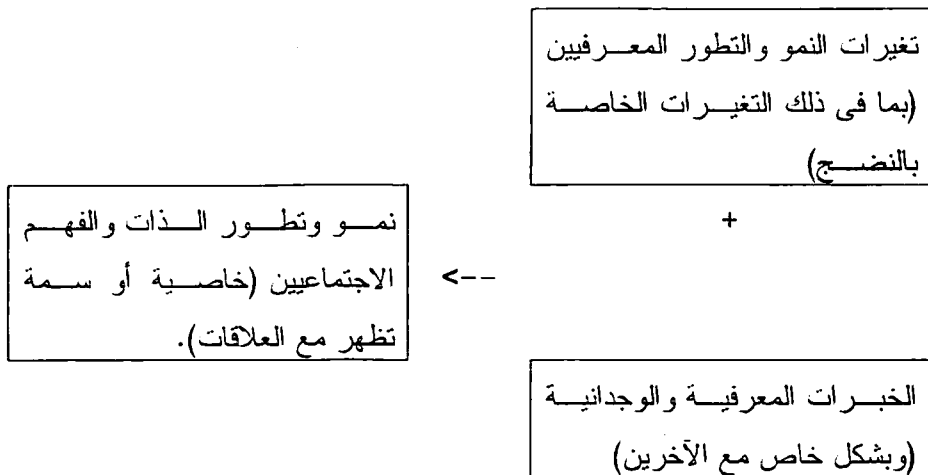 تغيرات النمو والتطور المعرفيين
(بما فى ذلك التغيرات الخاصة
بالنضج)
+
نمو وتطور الذات والفهم
الاجتماعيين (خاصية أو سمة
تظهر مع العلاقات).
<--
الخبرات المعرفية والوجدانية
(وبشكل خاص مع الآخرين)